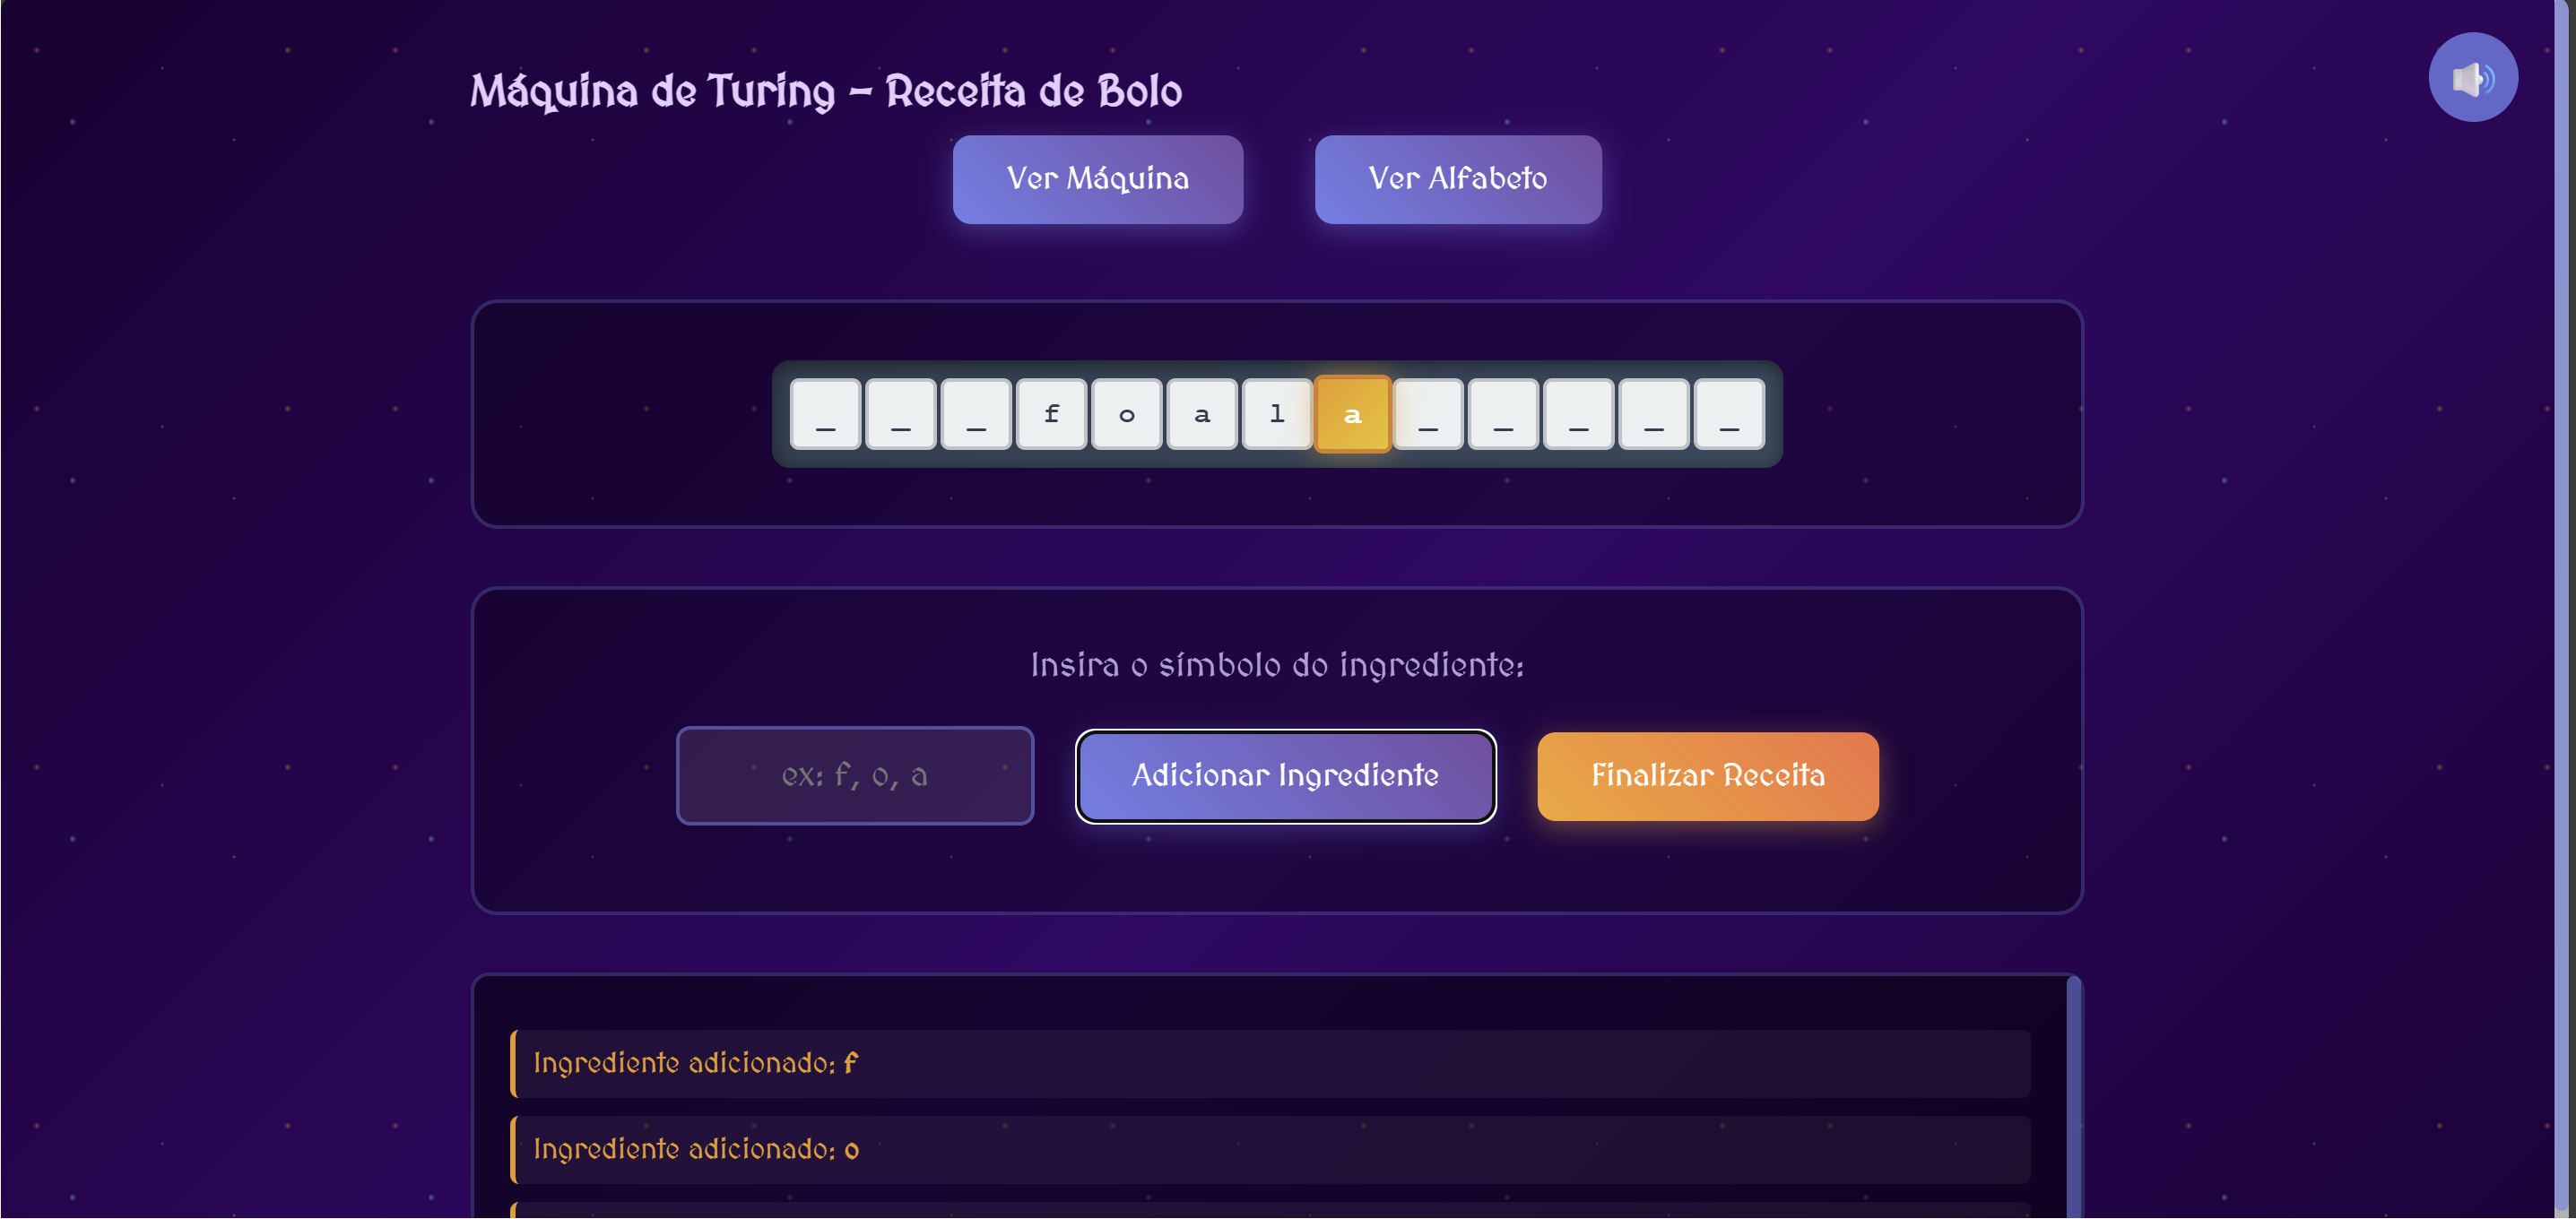 Máquina de Turing – Receita de Bolo
Ver Máquina Ver Alfabeto
_ _ _ f o a l a _ _ _ _ _
Insira o símbolo do ingrediente:
ex: f, o, a Adicionar Ingrediente Finalizar Receita
Ingrediente adicionado: f
Ingrediente adicionado: o